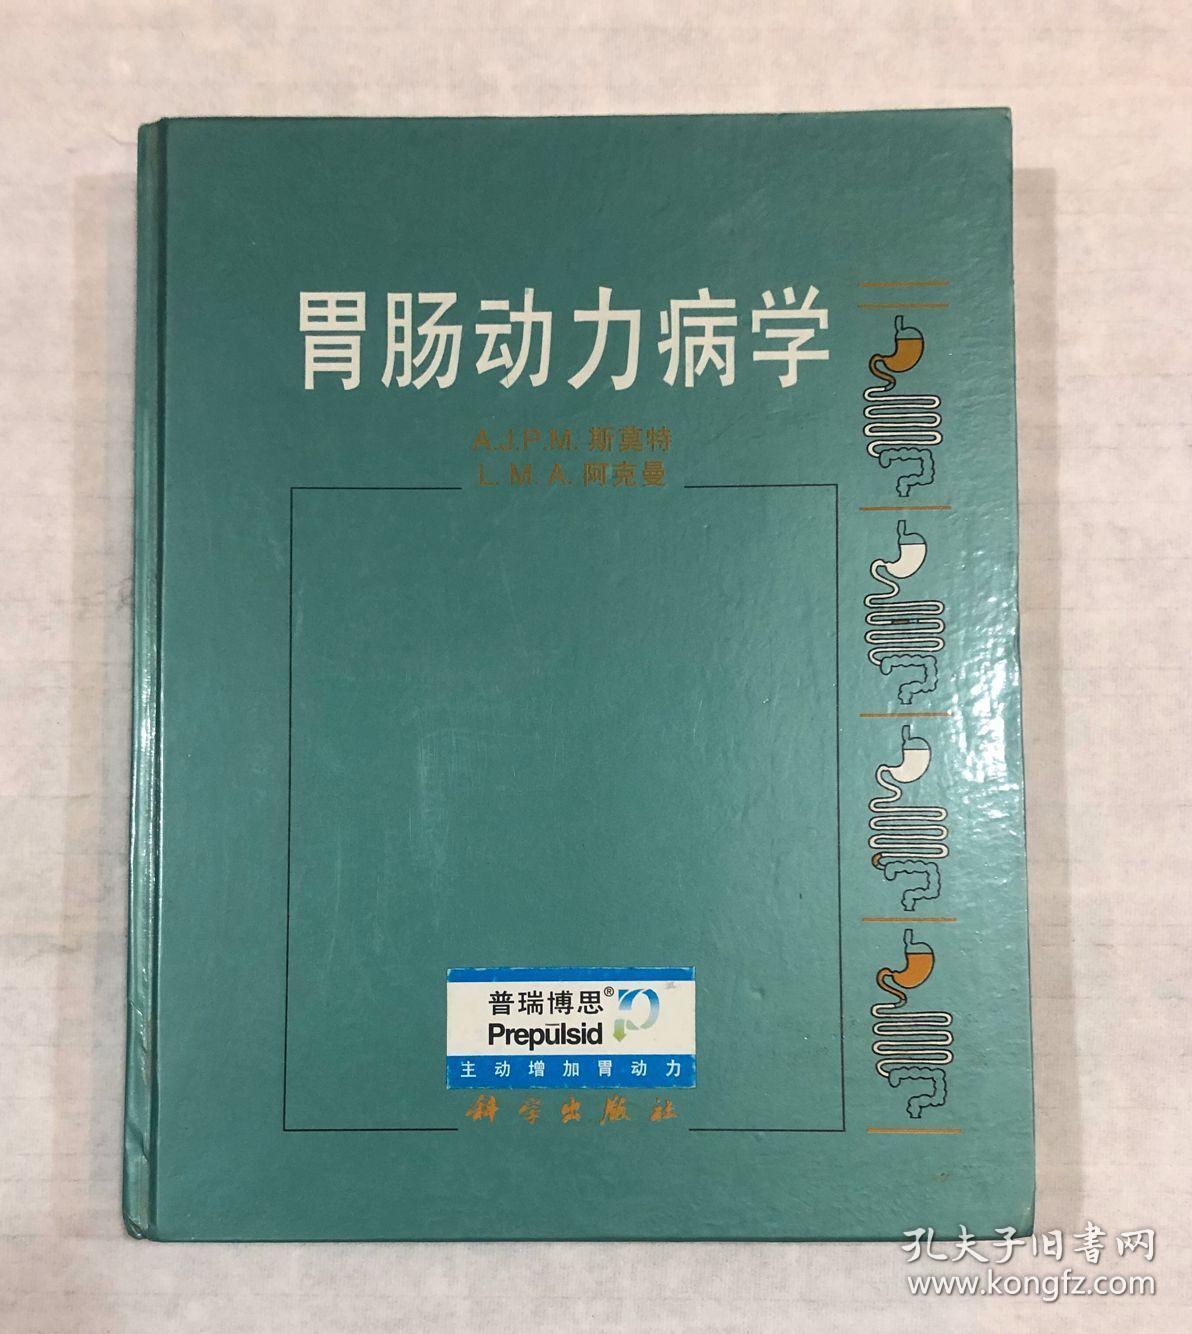 胃肠动力病学
A.J.P.M. 斯莫特
L.M.A. 阿克曼
普瑞博思®
Prepulsid
主动增加胃动力
科学出版社
孔夫子旧书网
www.kongfz.com